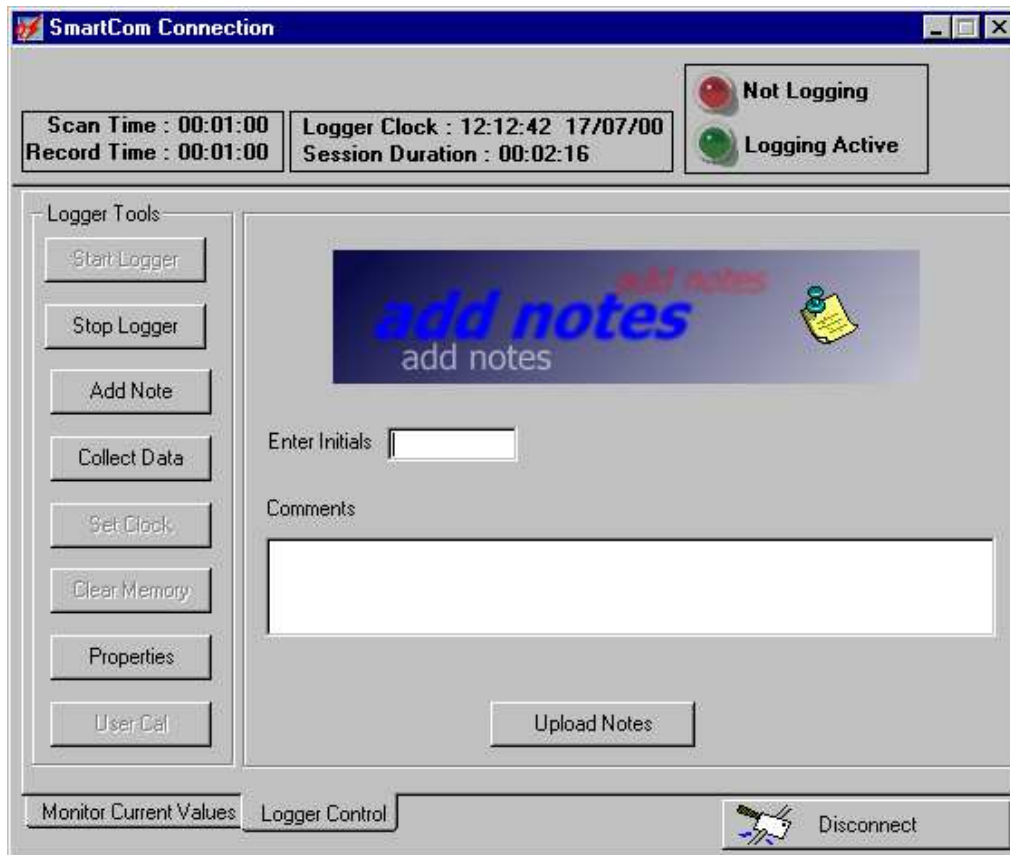 SmartCom Connection
Not Logging
Logging Active
Scan Time : 00:01:00
Record Time : 00:01:00
Logger Clock : 12:12:42 17/07/00
Session Duration : 00:02:16
Logger Tools
Start Logger
Stop Logger
Add Note
Collect Data
Set Clock
Clear Memory
Properties
User Cal
add notes
add notes
add notes
Enter Initials
Comments
Upload Notes
Monitor Current Values
Logger Control
Disconnect